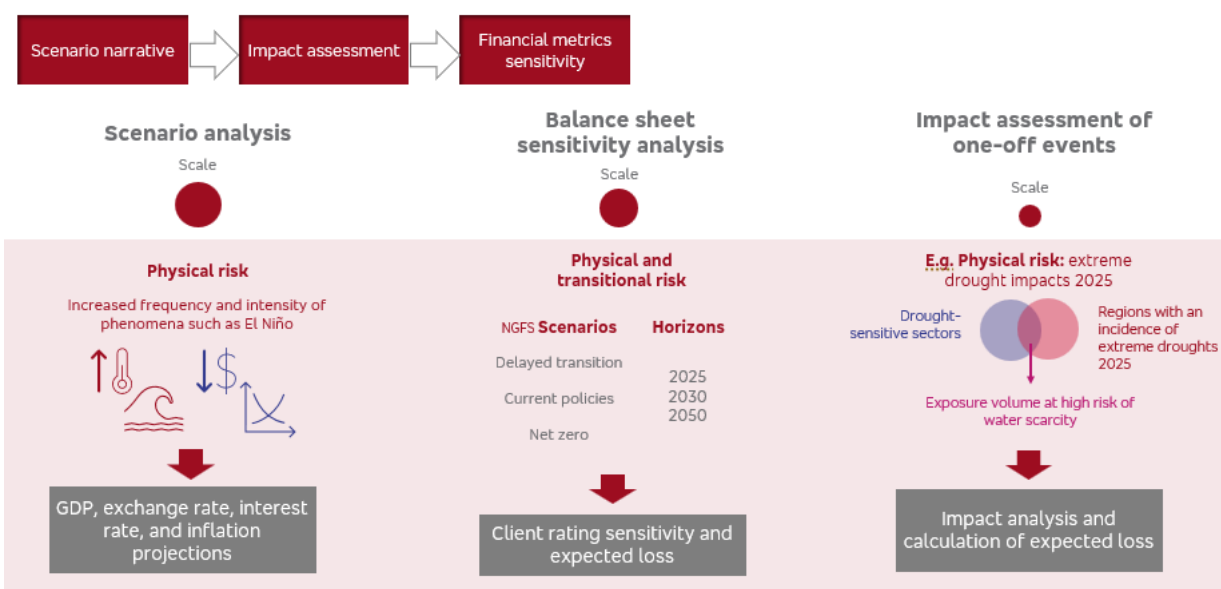 Scenario narrative
Impact assessment
Financial metrics
sensitivity
Scenario analysis
Scale
Physical risk
Increased frequency and intensity of
phenomena such as El Niño
$
GDP, exchange rate, interest
rate, and inflation
projections
Balance sheet
sensitivity analysis
Scale
Physical and
transitional risk
NGFS Scenarios
Horizons
Delayed transition
Current policies
Net zero
2025
2030
2050
Client rating sensitivity and
expected loss
Impact assessment of
one-off events
Scale
E.g. Physical risk: extreme
drought impacts 2025
Drought-
sensitive sectors
Regions with an
incidence of
extreme droughts
2025
Exposure volume at high risk of
water scarcity
Impact analysis and
calculation of expected loss